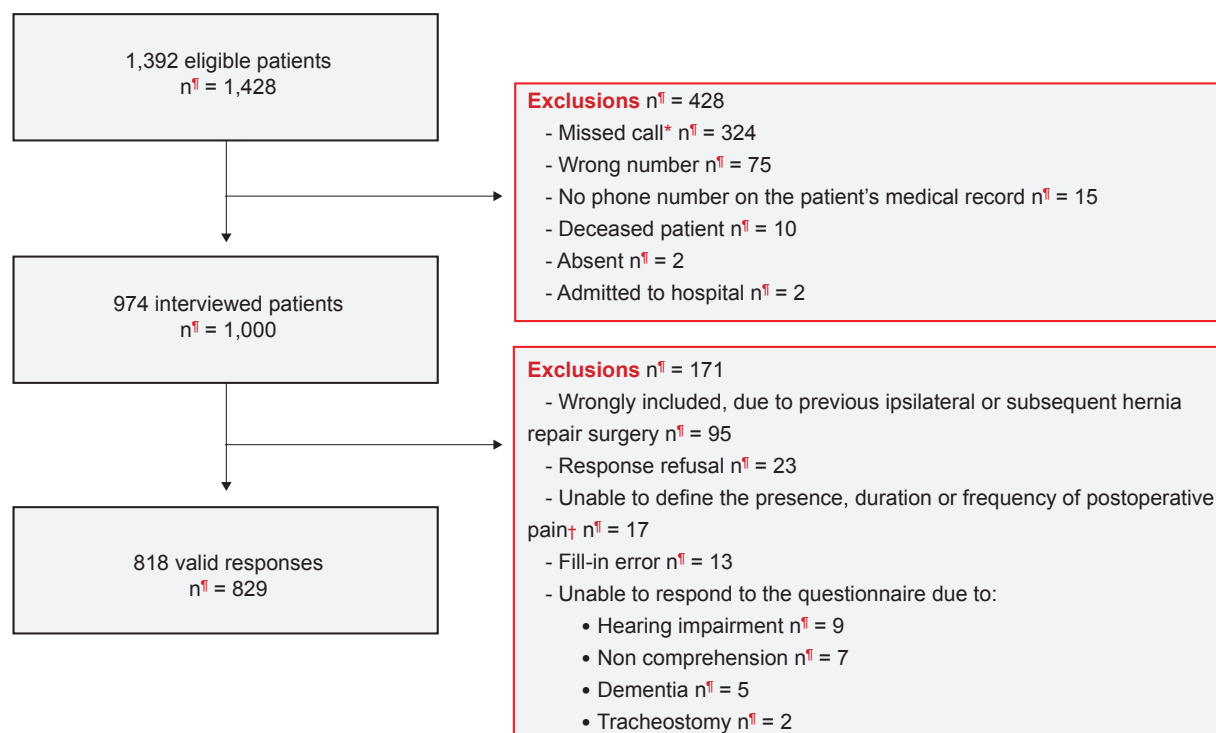 1,392 eligible patients
n¶ = 1,428
Exclusions n¶ = 428
- Missed call* n¶ = 324
- Wrong number n¶ = 75
- No phone number on the patient’s medical record n¶ = 15
- Deceased patient n¶ = 10
- Absent n¶ = 2
- Admitted to hospital n¶ = 2
974 interviewed patients
n¶ = 1,000
Exclusions n¶ = 171
- Wrongly included, due to previous ipsilateral or subsequent hernia
repair surgery n¶ = 95
- Response refusal n¶ = 23
- Unable to define the presence, duration or frequency of postoperative
pain† n¶ = 17
- Fill-in error n¶ = 13
- Unable to respond to the questionnaire due to:
• Hearing impairment n¶ = 9
• Non comprehension n¶ = 7
• Dementia n¶ = 5
• Tracheostomy n¶ = 2
818 valid responses
n¶ = 829